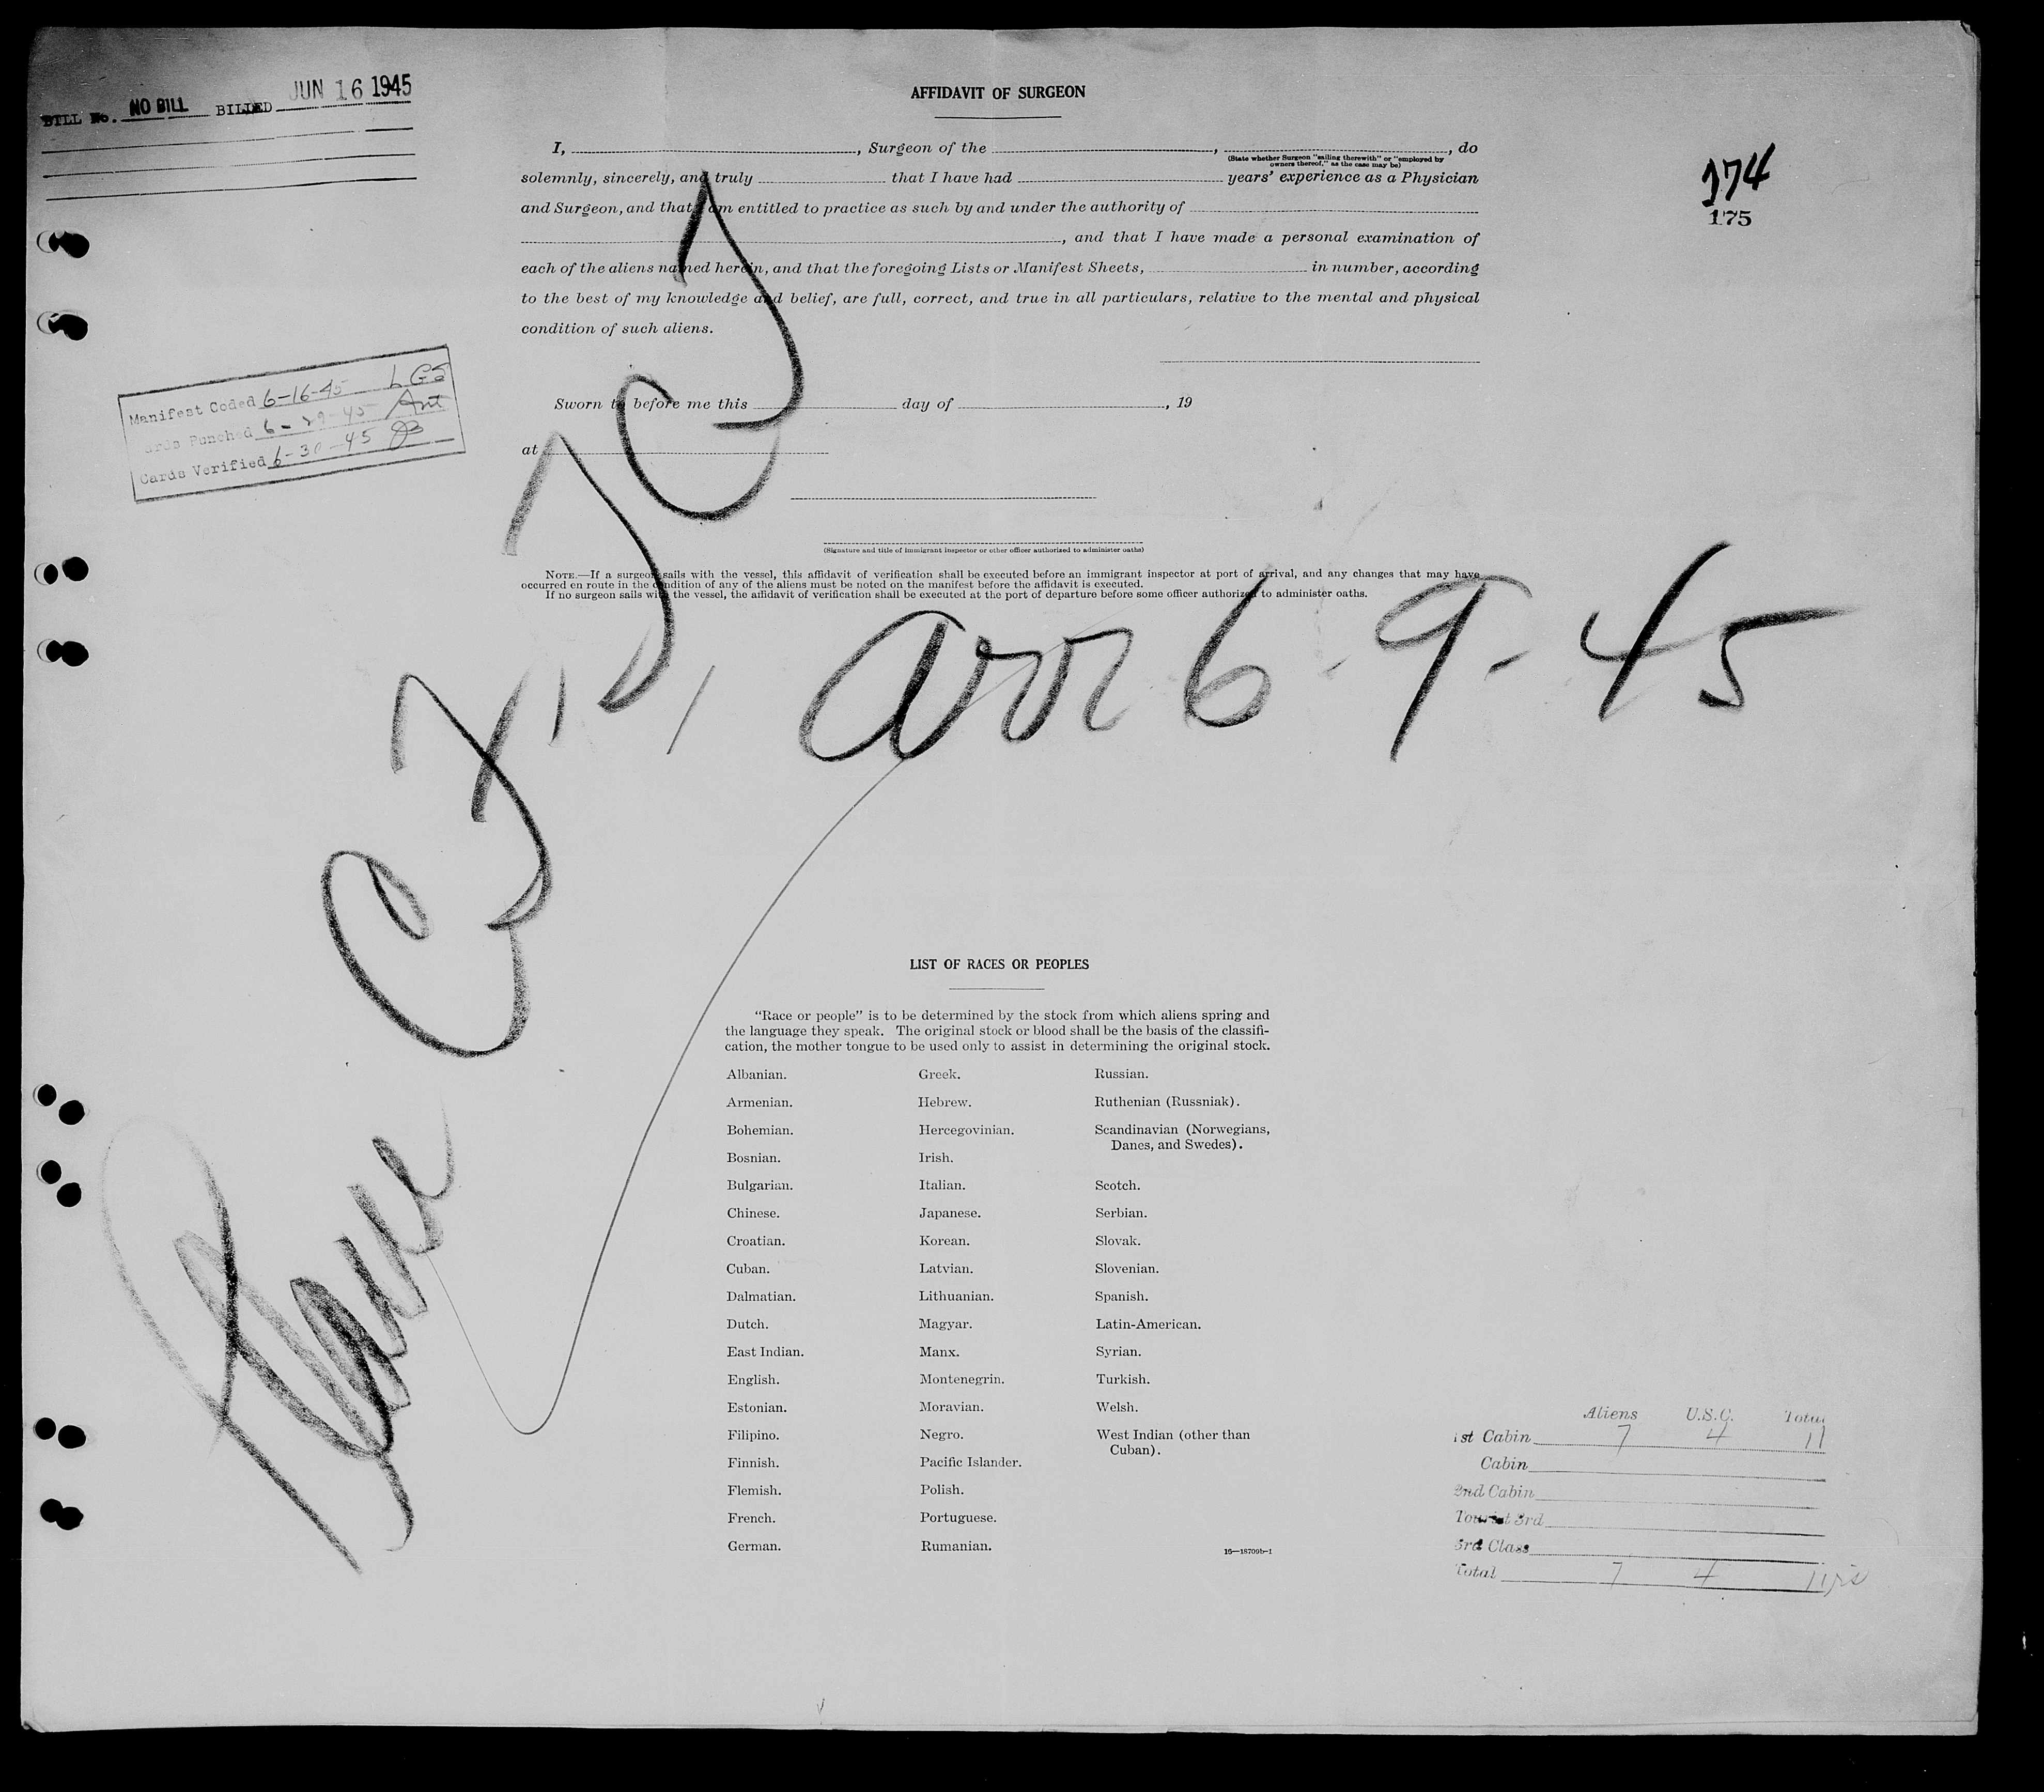 BILL No. NO BILL BILLED JUN 16 1945
AFFIDAVIT OF SURGEON
I, , Surgeon of the , , do
(State whether Surgeon "sailing therewith" or "employed by
owners thereof," as the case may be)
solemnly, sincerely, and truly that I have had years' experience as a Physician
and Surgeon, and that I am entitled to practice as such by and under the authority of
, and that I have made a personal examination of
each of the aliens named herein, and that the foregoing Lists or Manifest Sheets, in number, according
to the best of my knowledge and belief, are full, correct, and true in all particulars, relative to the mental and physical
condition of such aliens.
174
175
Manifest Coded 6-16-45 LGS
Cards Punched 6-29-45
Cards Verified 6-30-45
Sworn to before me this day of , 19
at
(Signature and title of immigrant inspector or other officer authorized to administer oaths)
NOTE.—If a surgeon sails with the vessel, this affidavit of verification shall be executed before an immigrant inspector at port of arrival, and any changes that may have
occurred en route in the condition of any of the aliens must be noted on the manifest before the affidavit is executed.
If no surgeon sails with the vessel, the affidavit of verification shall be executed at the port of departure before some officer authorized to administer oaths.
Plane
arr 6-9-45
LIST OF RACES OR PEOPLES
"Race or people" is to be determined by the stock from which aliens spring and
the language they speak. The original stock or blood shall be the basis of the classifi-
cation, the mother tongue to be used only to assist in determining the original stock.
Albanian. Greek. Russian.
Armenian. Hebrew. Ruthenian (Russniak).
Bohemian. Hercegovinian. Scandinavian (Norwegians,
Danes, and Swedes).
Bosnian. Irish.
Bulgarian. Italian. Scotch.
Chinese. Japanese. Serbian.
Croatian. Korean. Slovak.
Cuban. Latvian. Slovenian.
Dalmatian. Lithuanian. Spanish.
Dutch. Magyar. Latin-American.
East Indian. Manx. Syrian.
English. Montenegrin. Turkish.
Estonian. Moravian. Welsh.
Filipino. Negro. West Indian (other than
Cuban).
Finnish. Pacific Islander.
Flemish. Polish.
French. Portuguese.
German. Rumanian.
16—18709b-1
Aliens U.S.C. Total
1st Cabin 7 4 11
Cabin
2nd Cabin
Tourist 3rd
3rd Class
Total 7 4 11